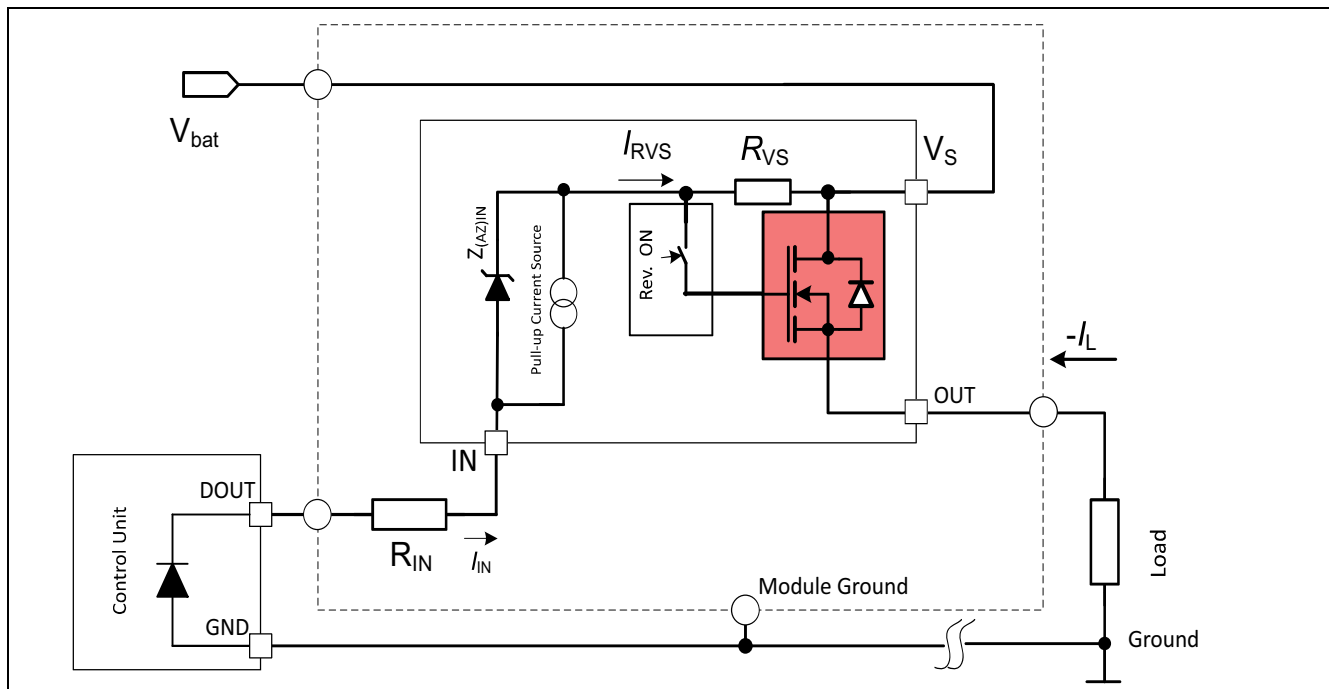 V_bat
I_RVS
R_VS
V_S
Z_(AZ)IN
Pull-up Current Source
Rev. ON
-I_L
OUT
IN
DOUT
Control Unit
R_IN
I_IN
Load
Module Ground
GND
Ground